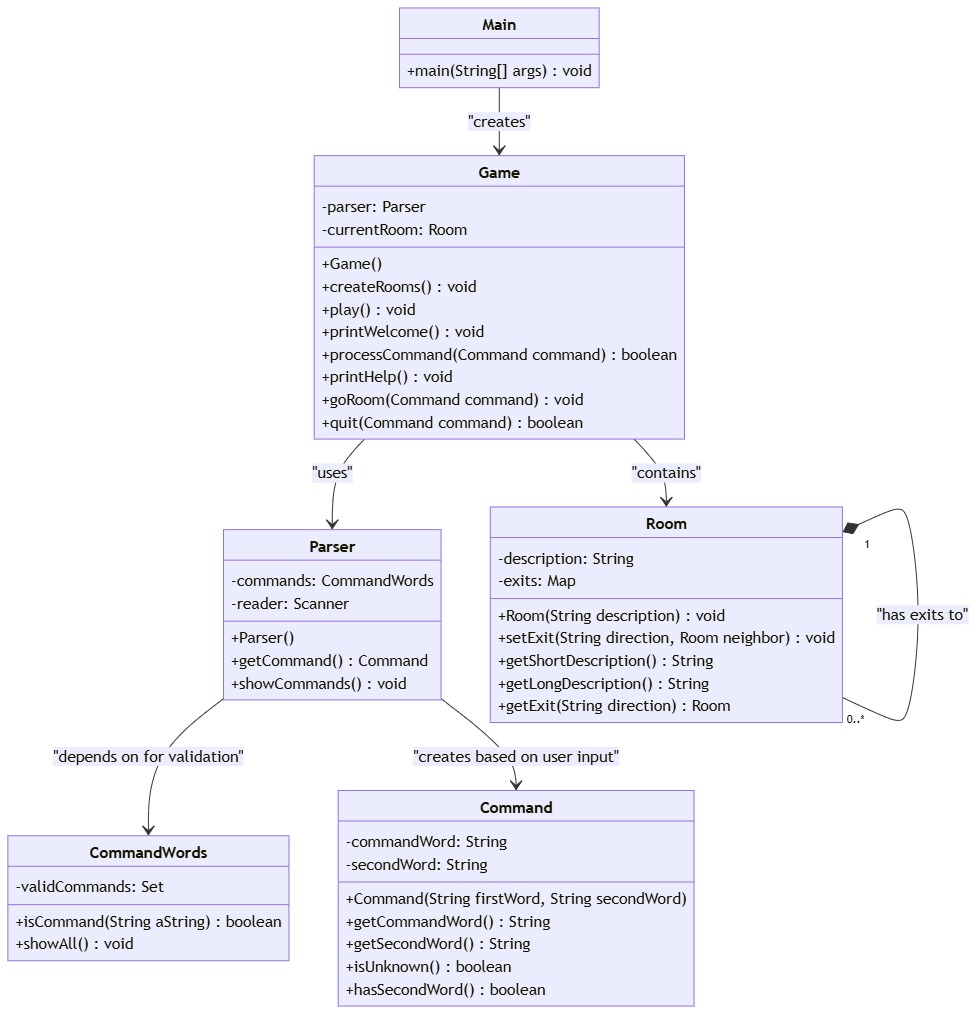 Main
+main(String[] args) : void
"creates"
Game
-parser: Parser
-currentRoom: Room
+Game()
+createRooms() : void
+play() : void
+printWelcome() : void
+processCommand(Command command) : boolean
+printHelp() : void
+goRoom(Command command) : void
+quit(Command command) : boolean
"uses"
"contains"
Parser
-commands: CommandWords
-reader: Scanner
+Parser()
+getCommand() : Command
+showCommands() : void
Room
-description: String
-exits: Map
+Room(String description) : void
+setExit(String direction, Room neighbor) : void
+getShortDescription() : String
+getLongDescription() : String
+getExit(String direction) : Room
1
"has exits to"
0..*
"depends on for validation"
"creates based on user input"
CommandWords
-validCommands: Set
+isCommand(String aString) : boolean
+showAll() : void
Command
-commandWord: String
-secondWord: String
+Command(String firstWord, String secondWord)
+getCommandWord() : String
+getSecondWord() : String
+isUnknown() : boolean
+hasSecondWord() : boolean